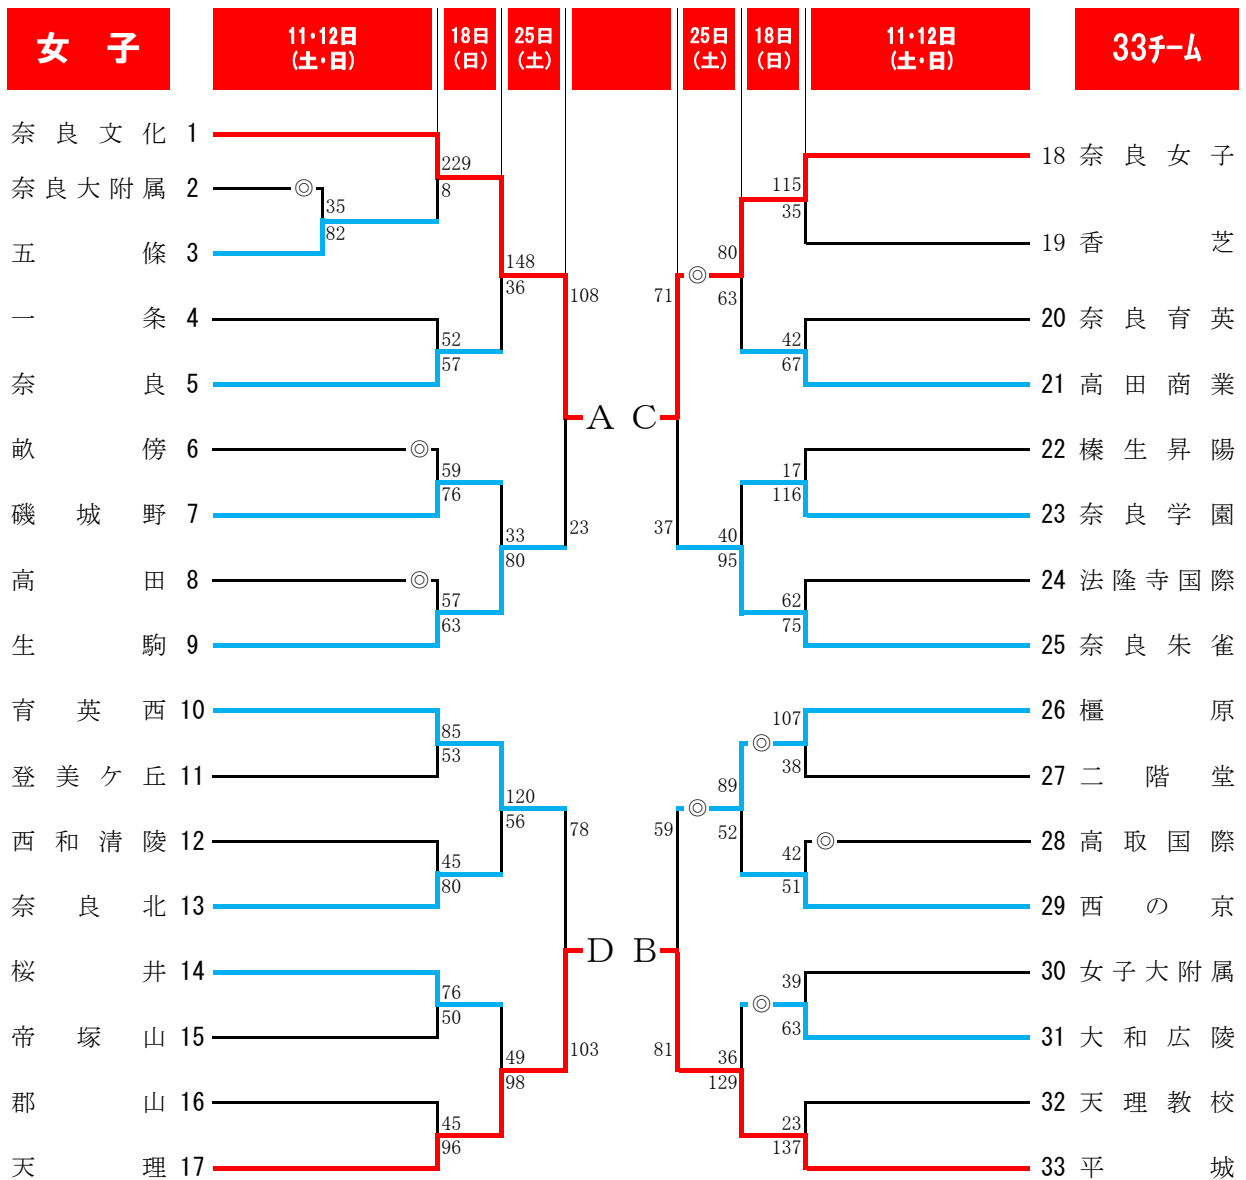 女子
11・12日
(土・日)
18日
(日)
25日
(土)
25日
(土)
18日
(日)
11・12日
(土・日)
33チーム
奈良文化 1
奈良大附属 2 ◎
五條 3
一条 4
奈良 5
畝傍 6 ◎
磯城野 7
高田 8 ◎
生駒 9
育英西 10
登美ケ丘 11
西和清陵 12
奈良北 13
桜井 14
帝塚山 15
郡山 16
天理 17
35
82
229
8
52
57
59
76
57
63
85
53
45
80
76
50
45
96
148
36
33
80
120
56
49
98
108
23
78
103
A C
D B
71
37
59
81
◎
80
63
40
95
◎
89
52
36
129
115
35
42
67
17
116
62
75
◎
107
38
42
51
◎
39
63
23
137
18 奈良女子
19 香芝
20 奈良育英
21 高田商業
22 榛生昇陽
23 奈良学園
24 法隆寺国際
25 奈良朱雀
26 橿原
27 二階堂
◎ 28 高取国際
29 西の京
30 女子大附属
31 大和広陵
32 天理教校
33 平城